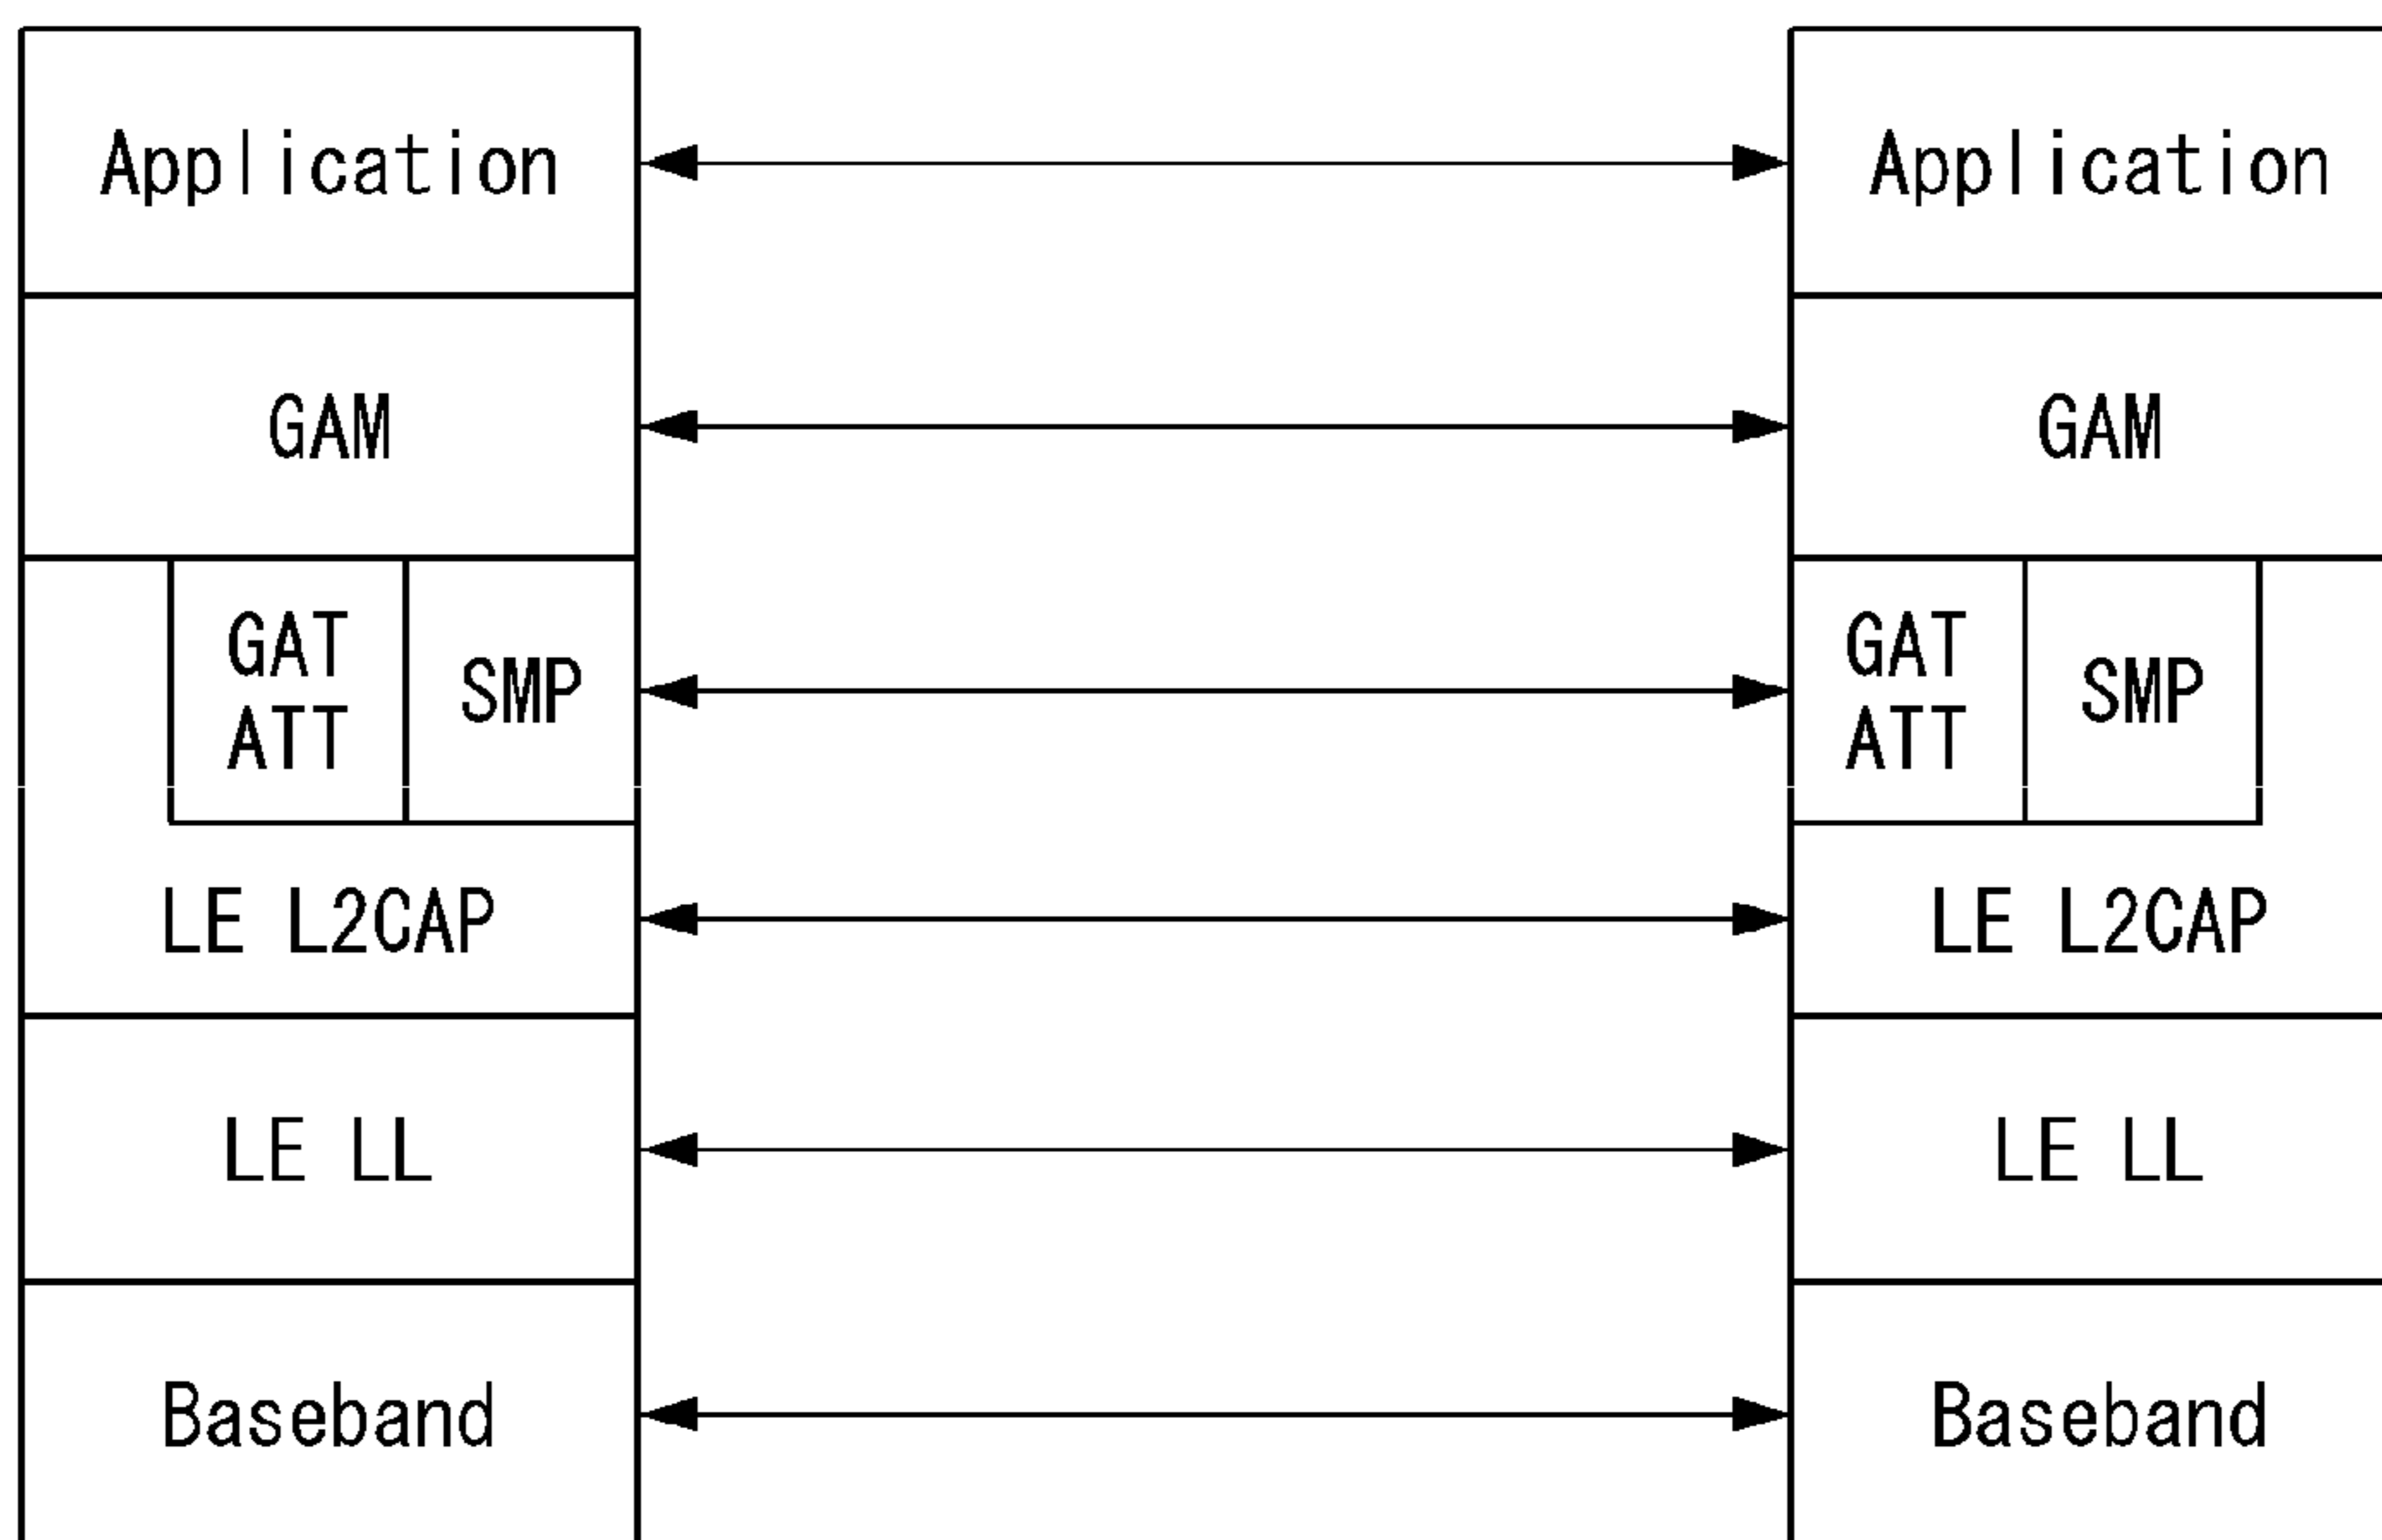 Application
Application
GAM
GAM
GAT
ATT
SMP
GAT
ATT
SMP
LE L2CAP
LE L2CAP
LE LL
LE LL
Baseband
Baseband